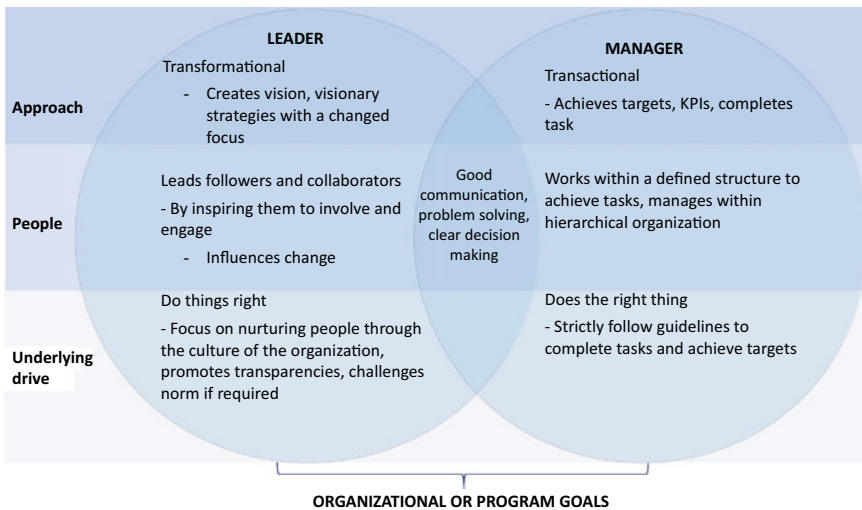 LEADER
Transformational
- Creates vision, visionary
strategies with a changed
focus
MANAGER
Transactional
- Achieves targets, KPIs, completes
task
Approach
Leads followers and collaborators
- By inspiring them to involve and
engage
- Influences change
Good
communication,
problem solving,
clear decision
making
Works within a defined structure to
achieve tasks, manages within
hierarchical organization
People
Do things right
- Focus on nurturing people through
the culture of the organization,
promotes transparencies, challenges
norm if required
Does the right thing
- Strictly follow guidelines to
complete tasks and achieve targets
Underlying
drive
ORGANIZATIONAL OR PROGRAM GOALS